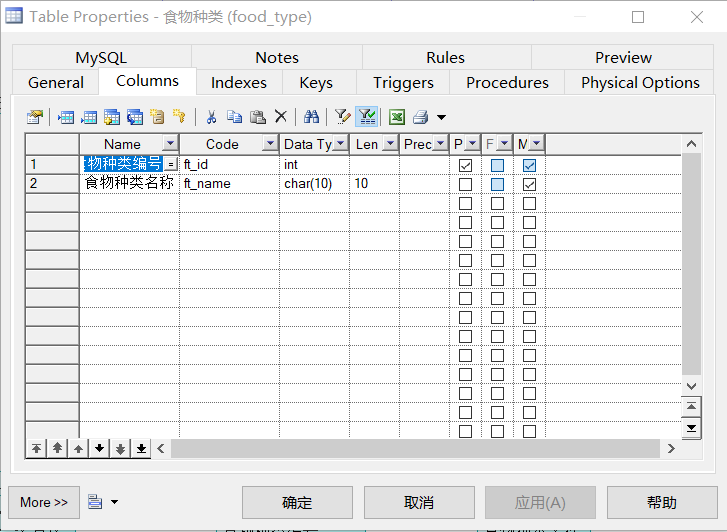 Table Properties - 食物种类 (food_type)
MySQL Notes Rules Preview
General Columns Indexes Keys Triggers Procedures Physical Options
Name Code Data Ty Len Prec P F M
1 物种类编号 = ft_id int
2 食物种类名称 ft_name char(10) 10
More >> 确定 取消 应用(A) 帮助